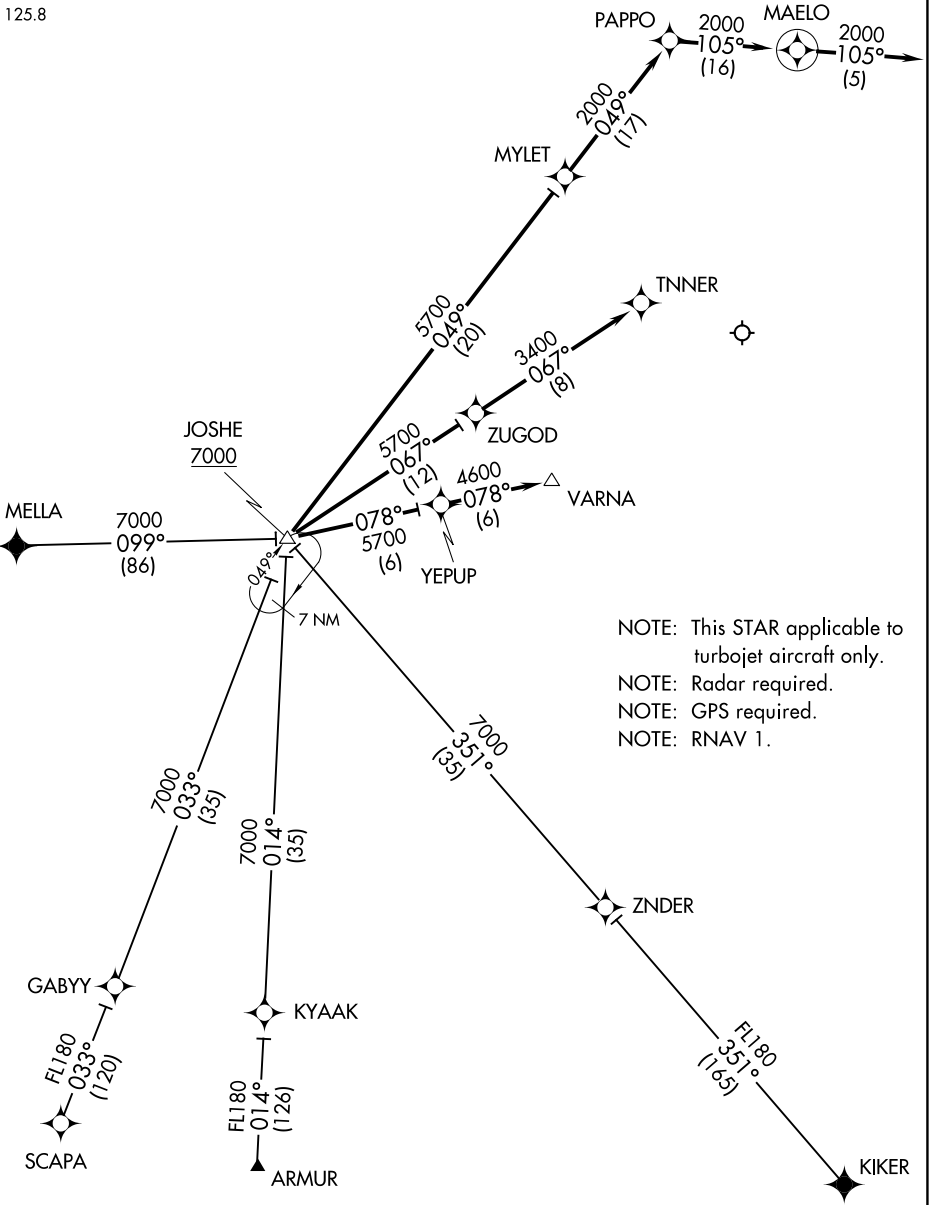 125.8
PAPPO
2000
105°
(16)
MAELO
2000
105°
(5)
2000
049°
(17)
MYLET
5700
049°
(20)
TNNER
3400
067°
(8)
ZUGOD
5700
067°
(12)
JOSHE
7000
4600
078°
(6)
VARNA
078°
5700
(6)
YEPUP
MELLA
7000
099°
(86)
049°
7 NM
NOTE: This STAR applicable to
turbojet aircraft only.
NOTE: Radar required.
NOTE: GPS required.
NOTE: RNAV 1.
7000
351°
(35)
7000
033°
(35)
7000
014°
(35)
ZNDER
GABYY
KYAAK
FL180
033°
(120)
FL180
014°
(126)
FL180
351°
(165)
SCAPA
ARMUR
KIKER